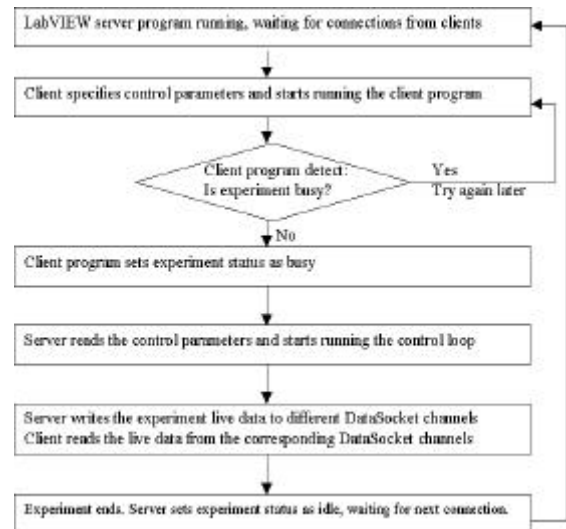 LabVIEW server program running, waiting for connections from clients
Client specifies control parameters and starts running the client program
Client program detect:
Is experiment busy?
Yes
Try again later
No
Client program sets experiment status as busy
Server reads the control parameters and starts running the control loop
Server writes the experiment live data to different DataSocket channels
Client reads the live data from the corresponding DataSocket channels
Experiment ends. Server sets experiment status as idle, waiting for next connection.